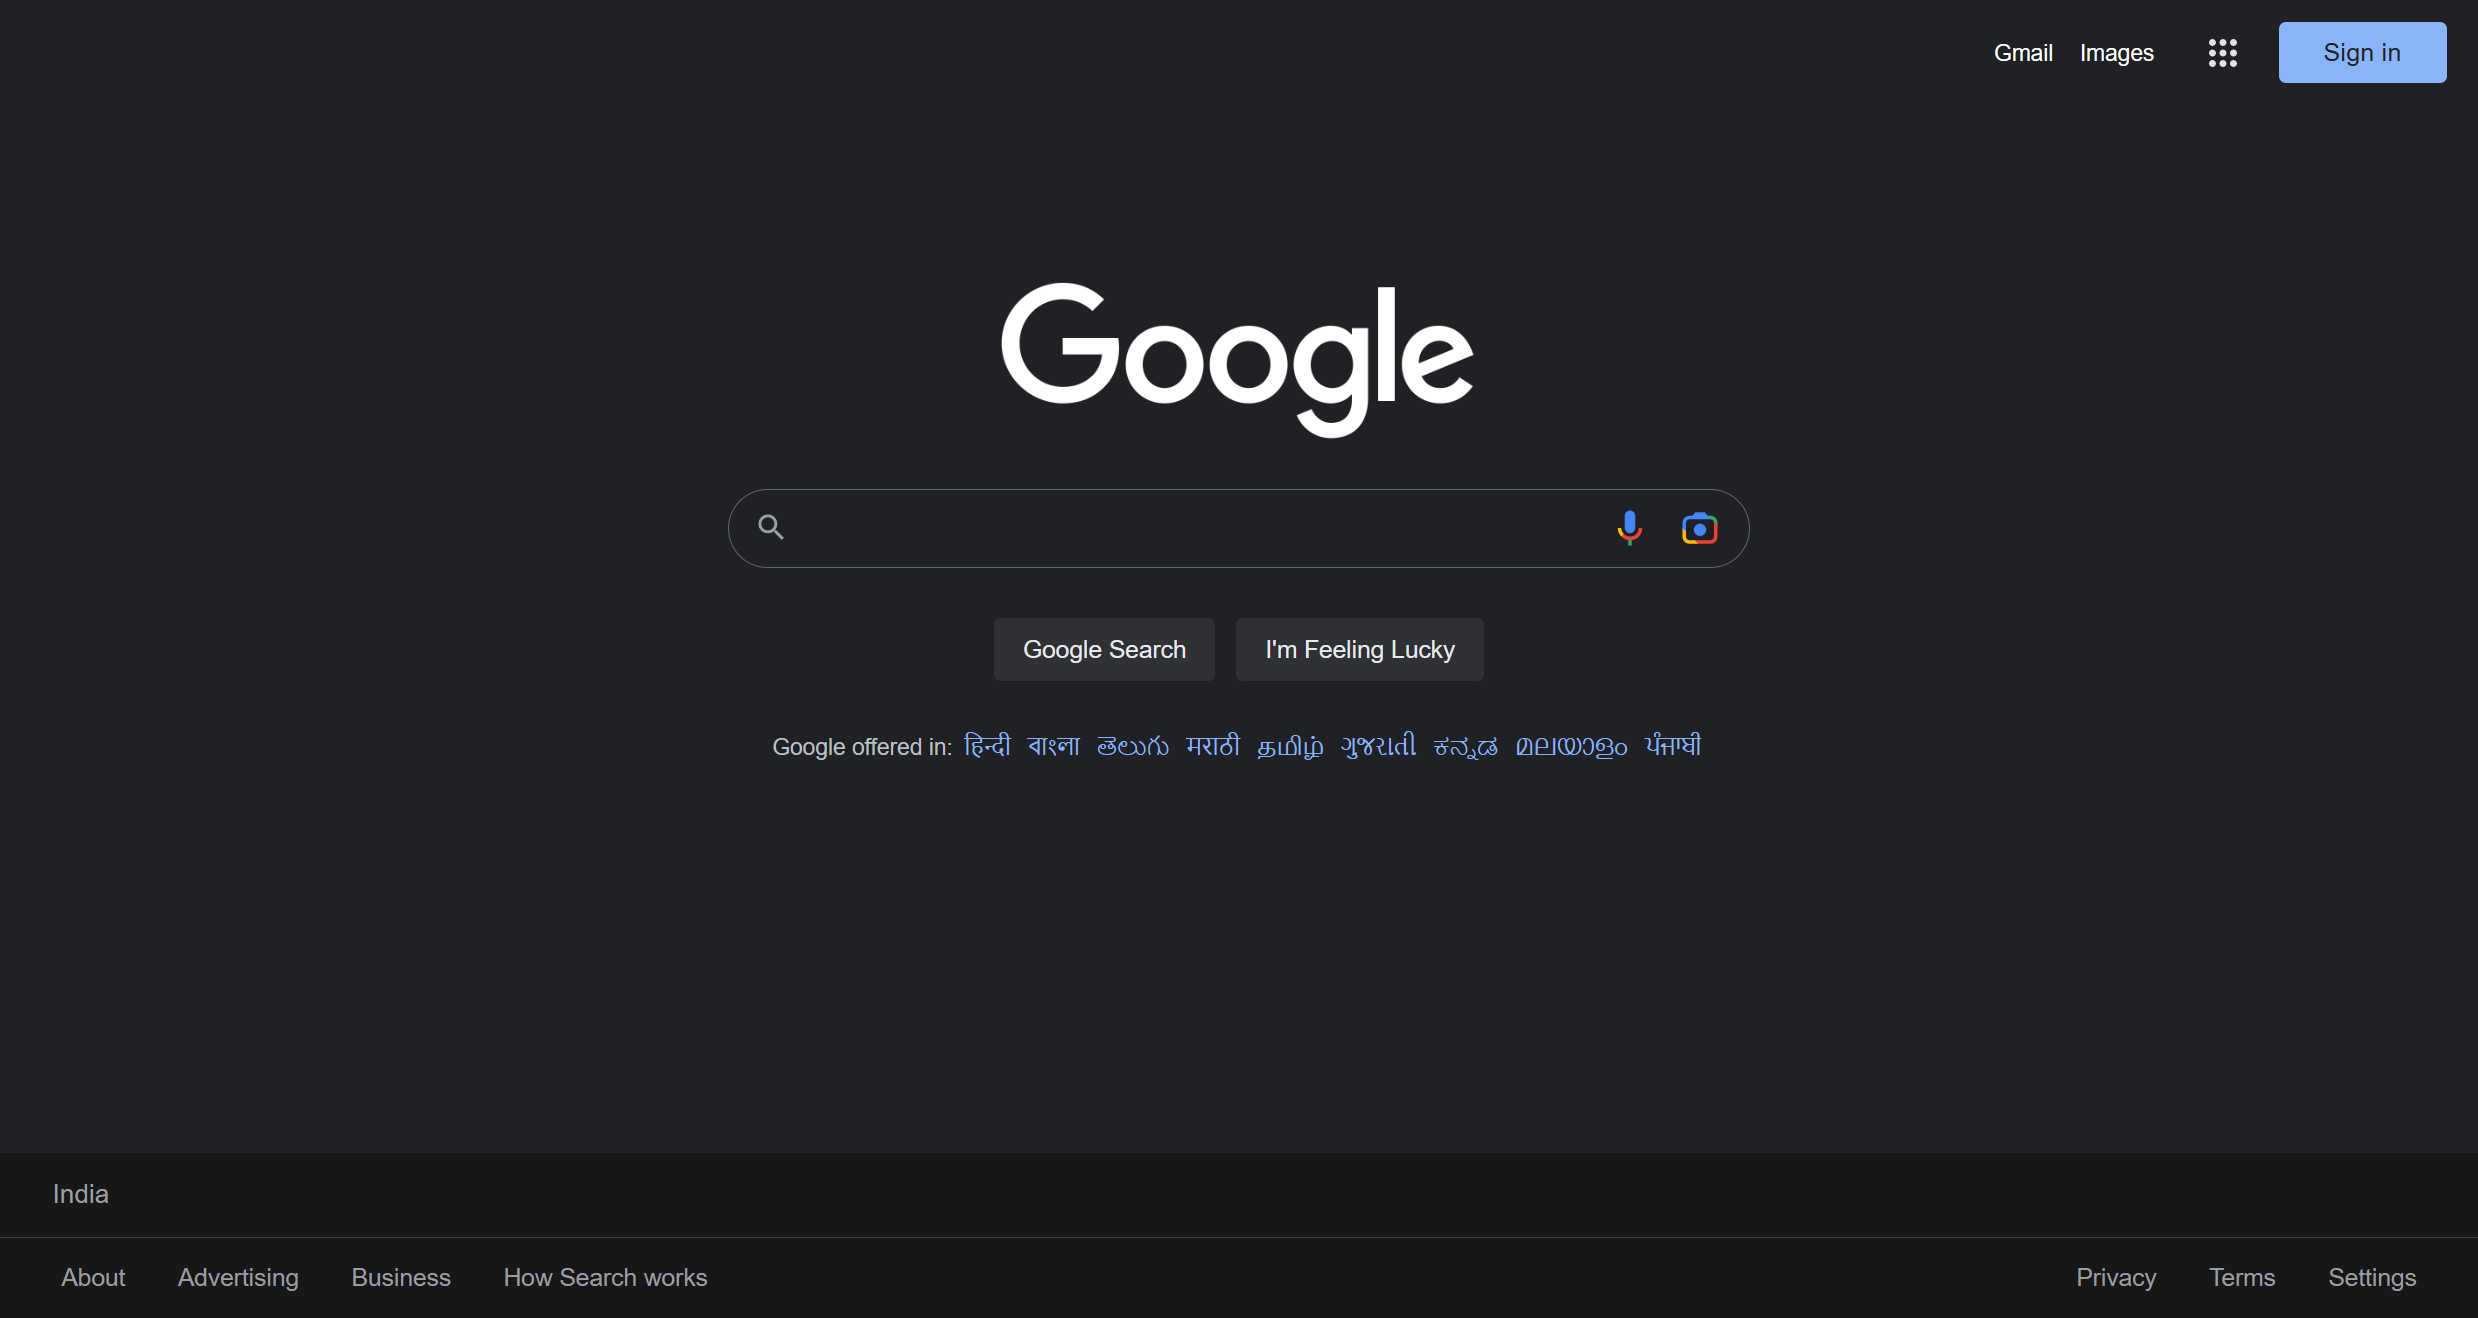 Gmail Images Sign in
Google
Google Search I'm Feeling Lucky
Google offered in: हिन्दी বাংলা తెలుగు मराठी தமிழ் ગુજરાતી ಕನ್ನಡ മലയാളം ਪੰਜਾਬੀ
India
About Advertising Business How Search works Privacy Terms Settings